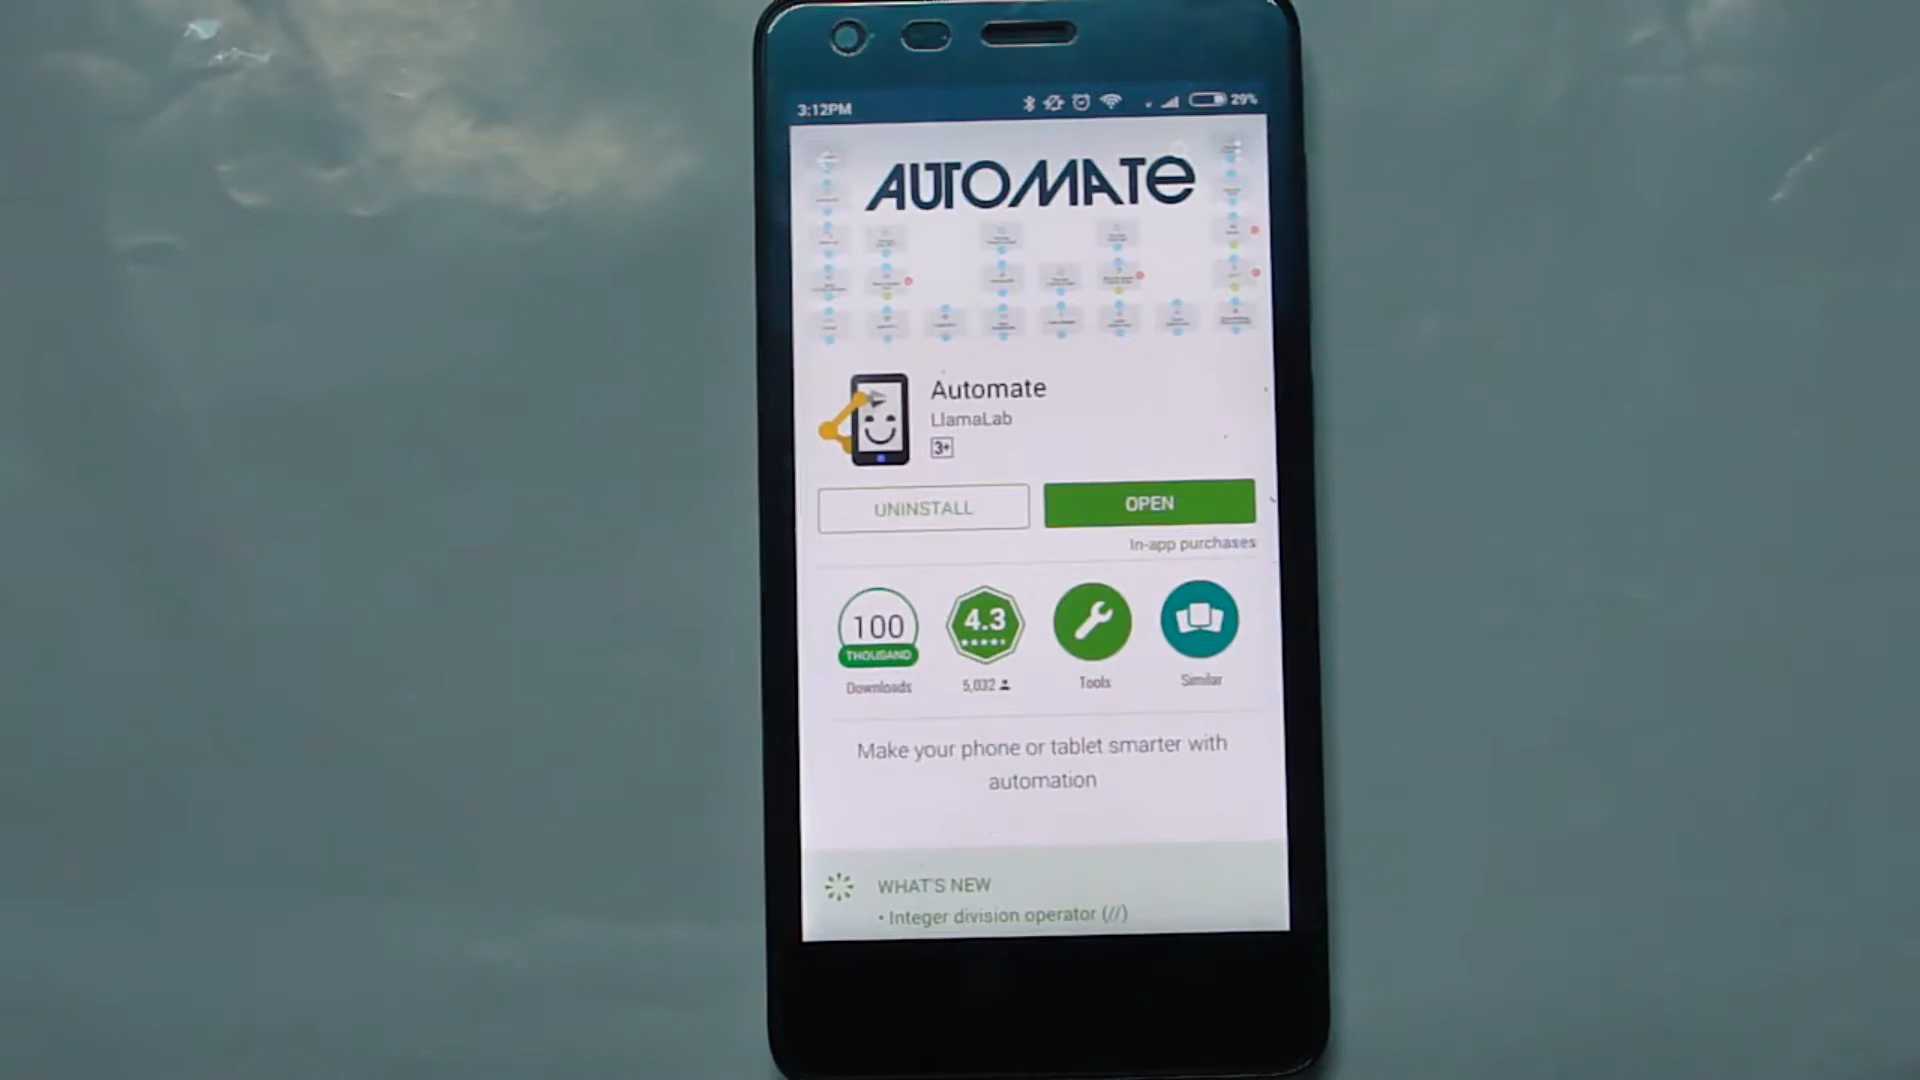 3:12PM
29%
AUTOMATE
Automate
LlamaLab
3+
UNINSTALL
OPEN
In-app purchases
100
THOUSAND
Downloads
4.3
5,032
Tools
Similar
Make your phone or tablet smarter with
automation
WHAT'S NEW
• Integer division operator (//)